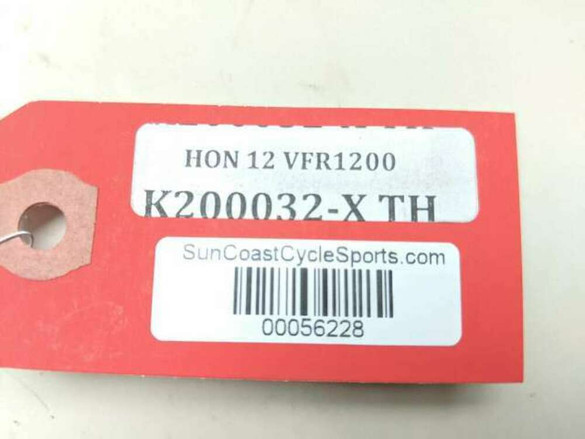 HON 12 VFR1200
K200032-X TH
SunCoastCycleSports.com
00056228